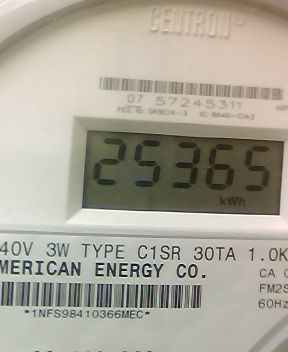 CENTRON®
07 57245311
25365
kWh
40V 3W TYPE C1SR 30TA 1.0K
MERICAN ENERGY CO.
CA
FM2S
60Hz
*1NFS98410366MEC*